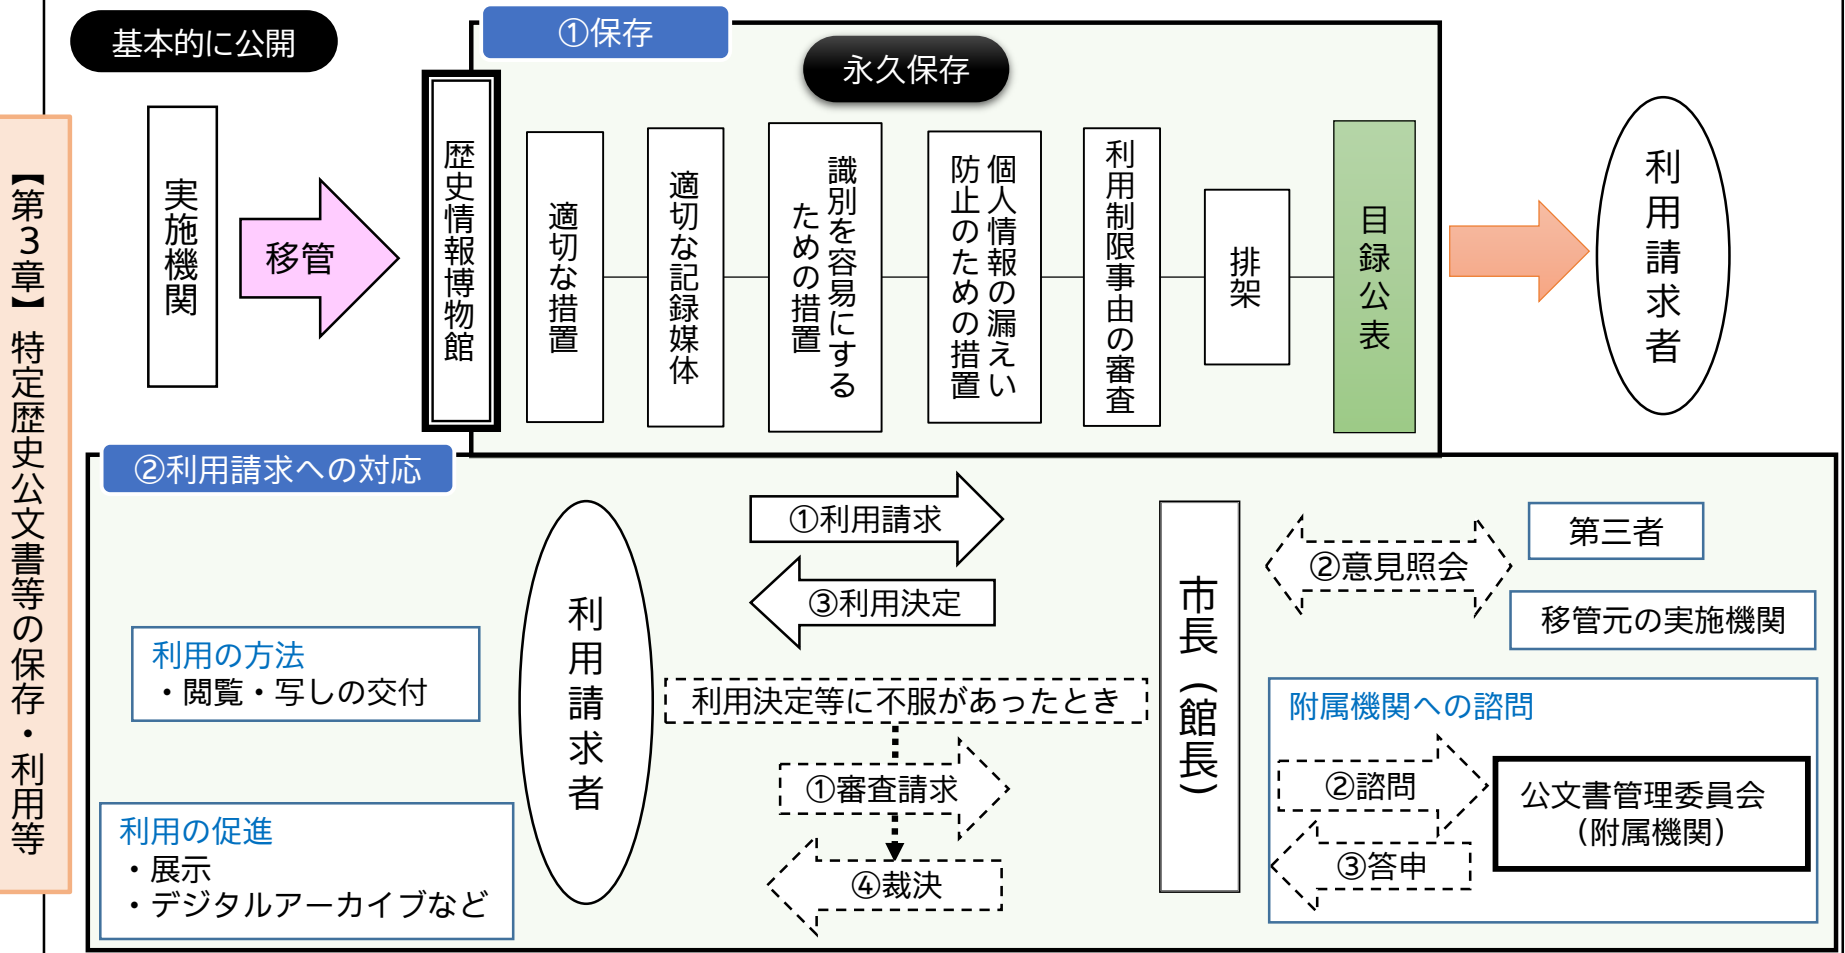 基本的に公開
①保存
永久保存
【第３章】特定歴史公文書等の保存・利用等
実施機関
移管
歴史情報博物館
適切な措置
適切な記録媒体
識別を容易にする
ための措置
個人情報の漏えい
防止のための措置
利用制限事由の審査
排架
目録公表
利用請求者
②利用請求への対応
利用の方法
・閲覧・写しの交付
利用の促進
・展示
・デジタルアーカイブなど
利用請求者
①利用請求
③利用決定
利用決定等に不服があったとき
①審査請求
④裁決
市長（館長）
②意見照会
第三者
移管元の実施機関
附属機関への諮問
②諮問
③答申
公文書管理委員会
（附属機関）